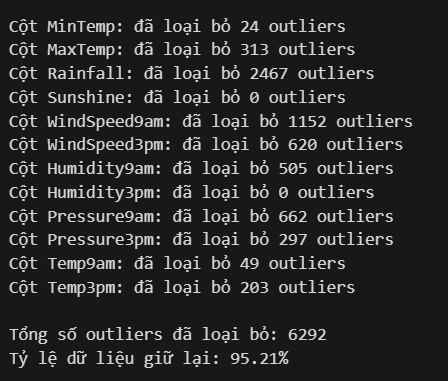 Cột MinTemp: đã loại bỏ 24 outliers
Cột MaxTemp: đã loại bỏ 313 outliers
Cột Rainfall: đã loại bỏ 2467 outliers
Cột Sunshine: đã loại bỏ 0 outliers
Cột WindSpeed9am: đã loại bỏ 1152 outliers
Cột WindSpeed3pm: đã loại bỏ 620 outliers
Cột Humidity9am: đã loại bỏ 505 outliers
Cột Humidity3pm: đã loại bỏ 0 outliers
Cột Pressure9am: đã loại bỏ 662 outliers
Cột Pressure3pm: đã loại bỏ 297 outliers
Cột Temp9am: đã loại bỏ 49 outliers
Cột Temp3pm: đã loại bỏ 203 outliers
Tổng số outliers đã loại bỏ: 6292
Tỷ lệ dữ liệu giữ lại: 95.21%